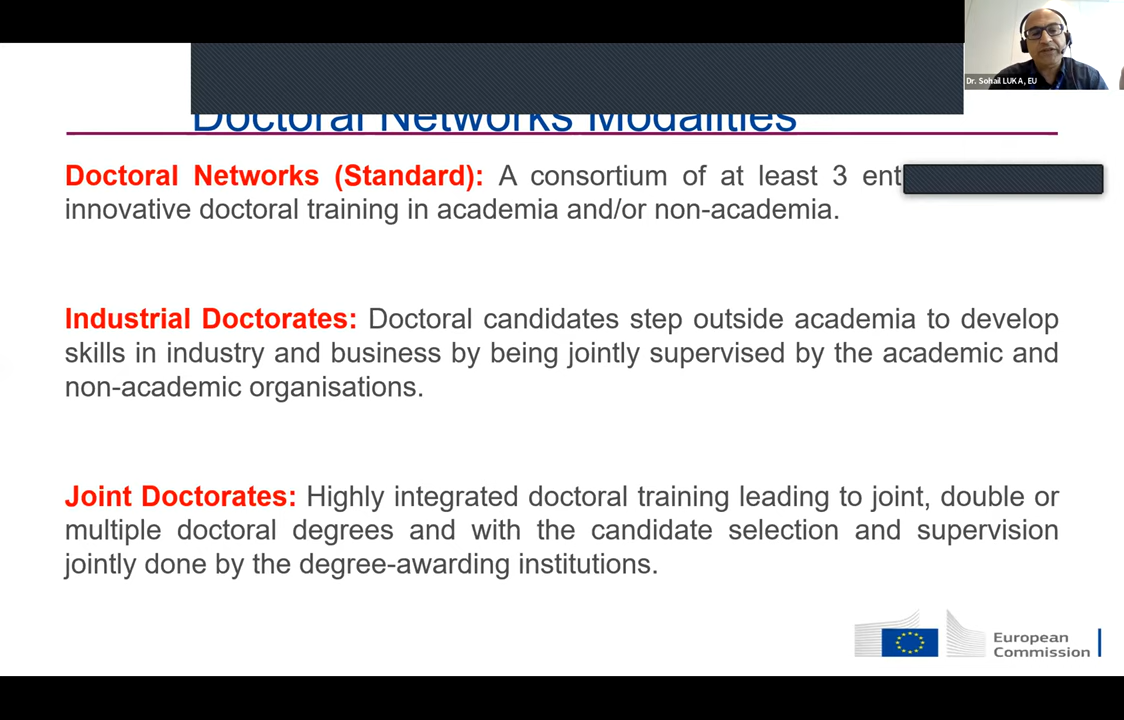 Dr. Sohail LUKA, EU
Doctoral Networks Modalities
Doctoral Networks (Standard): A consortium of at least 3 ent
innovative doctoral training in academia and/or non-academia.
Industrial Doctorates: Doctoral candidates step outside academia to develop
skills in industry and business by being jointly supervised by the academic and
non-academic organisations.
Joint Doctorates: Highly integrated doctoral training leading to joint, double or
multiple doctoral degrees and with the candidate selection and supervision
jointly done by the degree-awarding institutions.
European
Commission